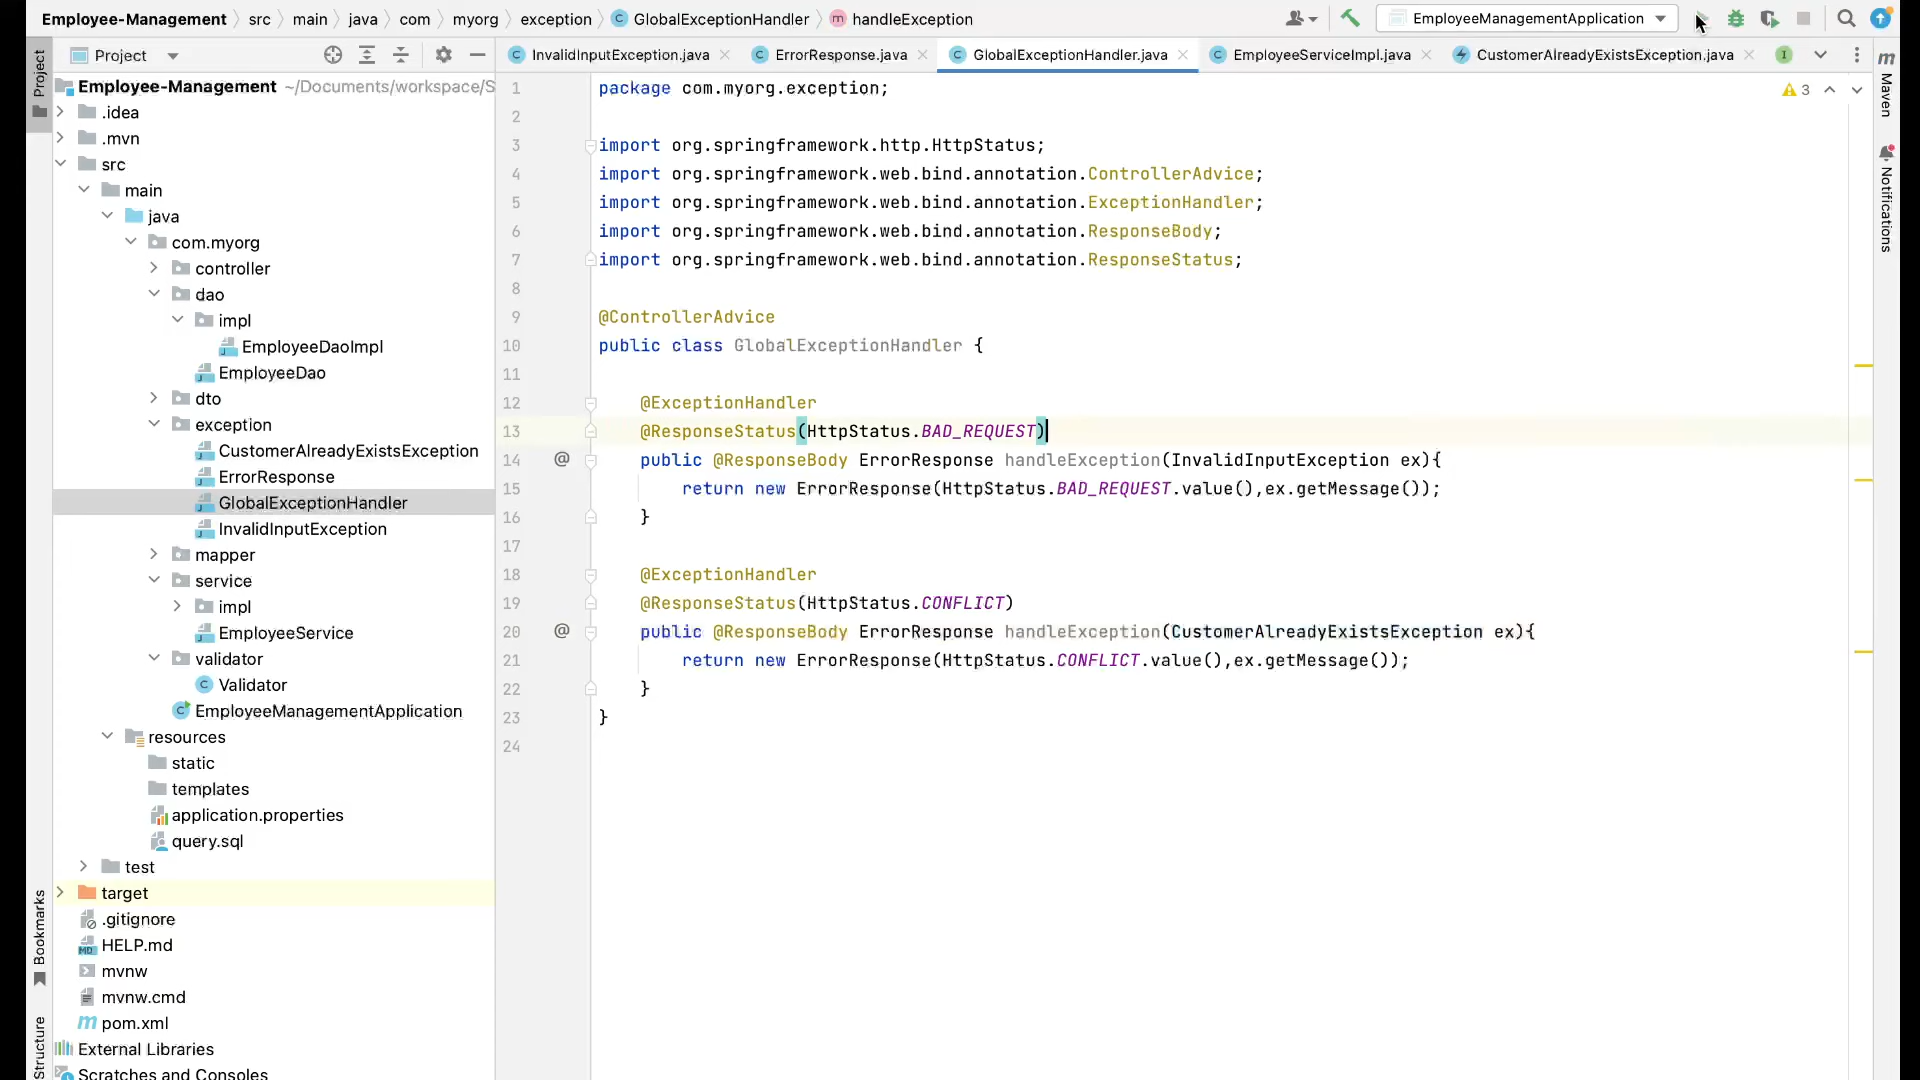 Employee-Management src main java com myorg exception GlobalExceptionHandler handleException
EmployeeManagementApplication
Project
InvalidInputException.java
ErrorResponse.java
GlobalExceptionHandler.java
EmployeeServiceImpl.java
CustomerAlreadyExistsException.java
Project
Bookmarks
Structure
Maven
Notifications
Employee-Management ~/Documents/workspace/S
.idea
.mvn
src
main
java
com.myorg
controller
dao
impl
EmployeeDaoImpl
EmployeeDao
dto
exception
CustomerAlreadyExistsException
ErrorResponse
GlobalExceptionHandler
InvalidInputException
mapper
service
impl
EmployeeService
validator
Validator
EmployeeManagementApplication
resources
static
templates
application.properties
query.sql
test
target
.gitignore
HELP.md
mvnw
mvnw.cmd
pom.xml
External Libraries
Scratches and Consoles
3
1 package com.myorg.exception;
2
3 import org.springframework.http.HttpStatus;
4 import org.springframework.web.bind.annotation.ControllerAdvice;
5 import org.springframework.web.bind.annotation.ExceptionHandler;
6 import org.springframework.web.bind.annotation.ResponseBody;
7 import org.springframework.web.bind.annotation.ResponseStatus;
8
9 @ControllerAdvice
10 public class GlobalExceptionHandler {
11
12 @ExceptionHandler
13 @ResponseStatus(HttpStatus.BAD_REQUEST)
14 @ public @ResponseBody ErrorResponse handleException(InvalidInputException ex){
15 return new ErrorResponse(HttpStatus.BAD_REQUEST.value(),ex.getMessage());
16 }
17
18 @ExceptionHandler
19 @ResponseStatus(HttpStatus.CONFLICT)
20 @ public @ResponseBody ErrorResponse handleException(CustomerAlreadyExistsException ex){
21 return new ErrorResponse(HttpStatus.CONFLICT.value(),ex.getMessage());
22 }
23 }
24